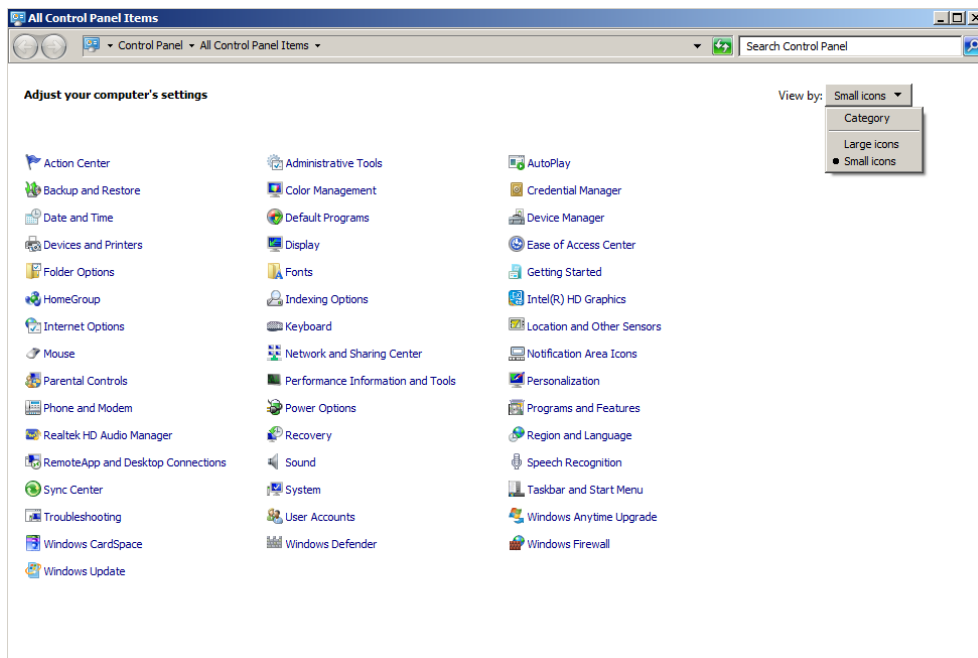 All Control Panel Items
Control Panel All Control Panel Items Search Control Panel
Adjust your computer's settings View by: Small icons
Category
Large icons
Small icons
Action Center Administrative Tools AutoPlay
Backup and Restore Color Management Credential Manager
Date and Time Default Programs Device Manager
Devices and Printers Display Ease of Access Center
Folder Options Fonts Getting Started
HomeGroup Indexing Options Intel(R) HD Graphics
Internet Options Keyboard Location and Other Sensors
Mouse Network and Sharing Center Notification Area Icons
Parental Controls Performance Information and Tools Personalization
Phone and Modem Power Options Programs and Features
Realtek HD Audio Manager Recovery Region and Language
RemoteApp and Desktop Connections Sound Speech Recognition
Sync Center System Taskbar and Start Menu
Troubleshooting User Accounts Windows Anytime Upgrade
Windows CardSpace Windows Defender Windows Firewall
Windows Update